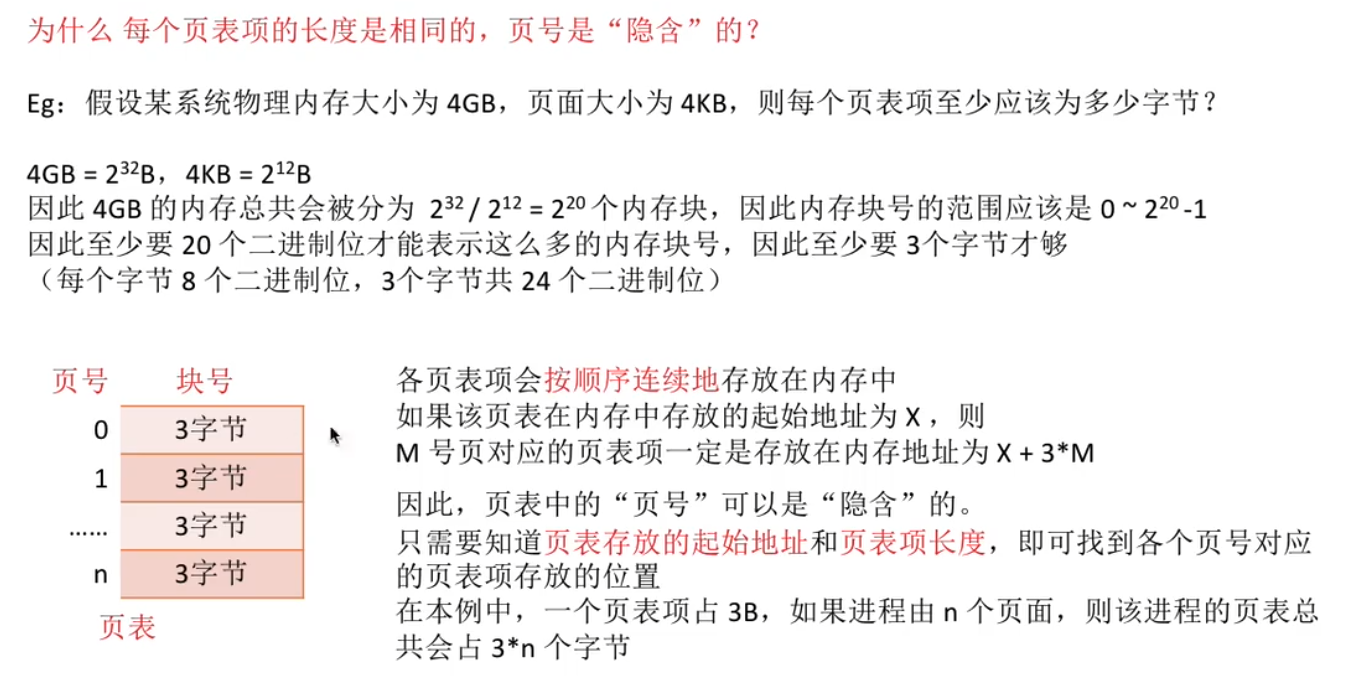 为什么 每个页表项的长度是相同的，页号是“隐含”的？
Eg：假设某系统物理内存大小为 4GB，页面大小为 4KB，则每个页表项至少应该为多少字节？
4GB = 2³²B，4KB = 2¹²B
因此 4GB 的内存总共会被分为 2³² / 2¹² = 2²⁰ 个内存块，因此内存块号的范围应该是 0 ~ 2²⁰ -1
因此至少要 20 个二进制位才能表示这么多的内存块号，因此至少要 3个字节才够
（每个字节 8 个二进制位，3个字节共 24 个二进制位）
页号 块号
0 3字节
1 3字节
…… 3字节
n 3字节
页表
各页表项会按顺序连续地存放在内存中
如果该页表在内存中存放的起始地址为 X ，则
M 号页对应的页表项一定是存放在内存地址为 X + 3*M
因此，页表中的“页号”可以是“隐含”的。
只需要知道页表存放的起始地址和页表项长度，即可找到各个页号对应
的页表项存放的位置
在本例中，一个页表项占 3B，如果进程由 n 个页面，则该进程的页表总
共会占 3*n 个字节